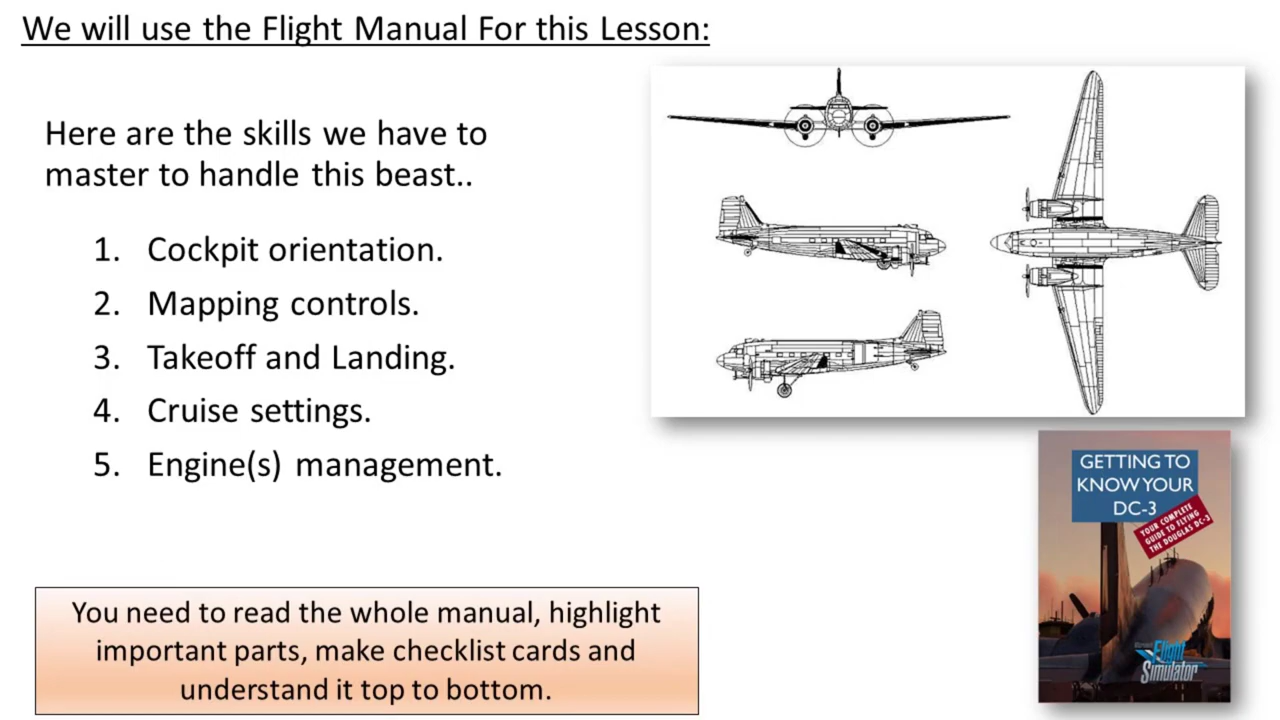 We will use the Flight Manual For this Lesson:
Here are the skills we have to
master to handle this beast..
1. Cockpit orientation.
2. Mapping controls.
3. Takeoff and Landing.
4. Cruise settings.
5. Engine(s) management.
You need to read the whole manual, highlight
important parts, make checklist cards and
understand it top to bottom.
GETTING TO
KNOW YOUR
DC-3
YOUR COMPLETE
GUIDE TO FLYING
THE DOUGLAS DC-3
Flight
Simulator